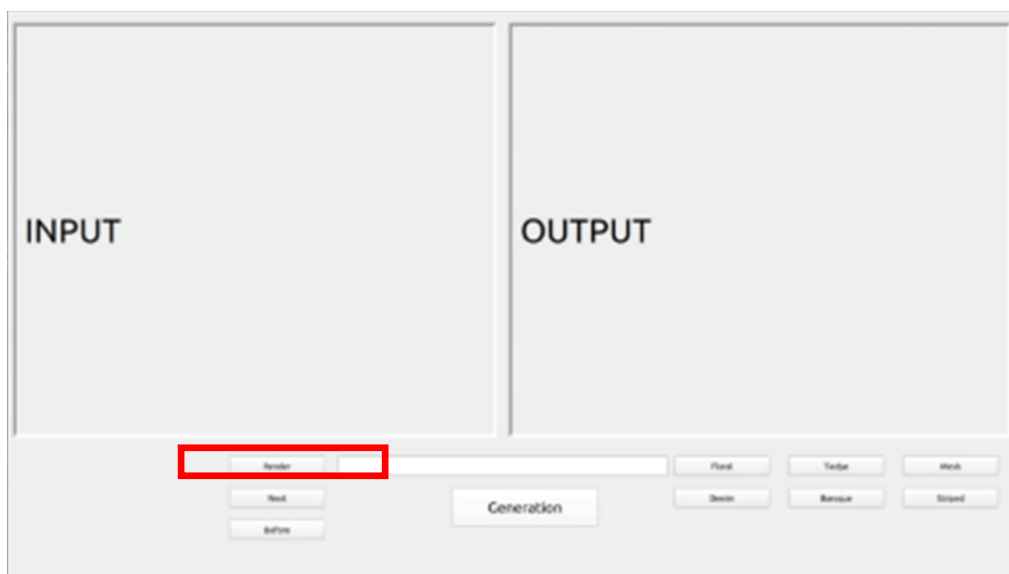 INPUT
OUTPUT
Render
Floral
Tiedye
Mesh
Next
Generation
Denim
Baroque
Striped
Before